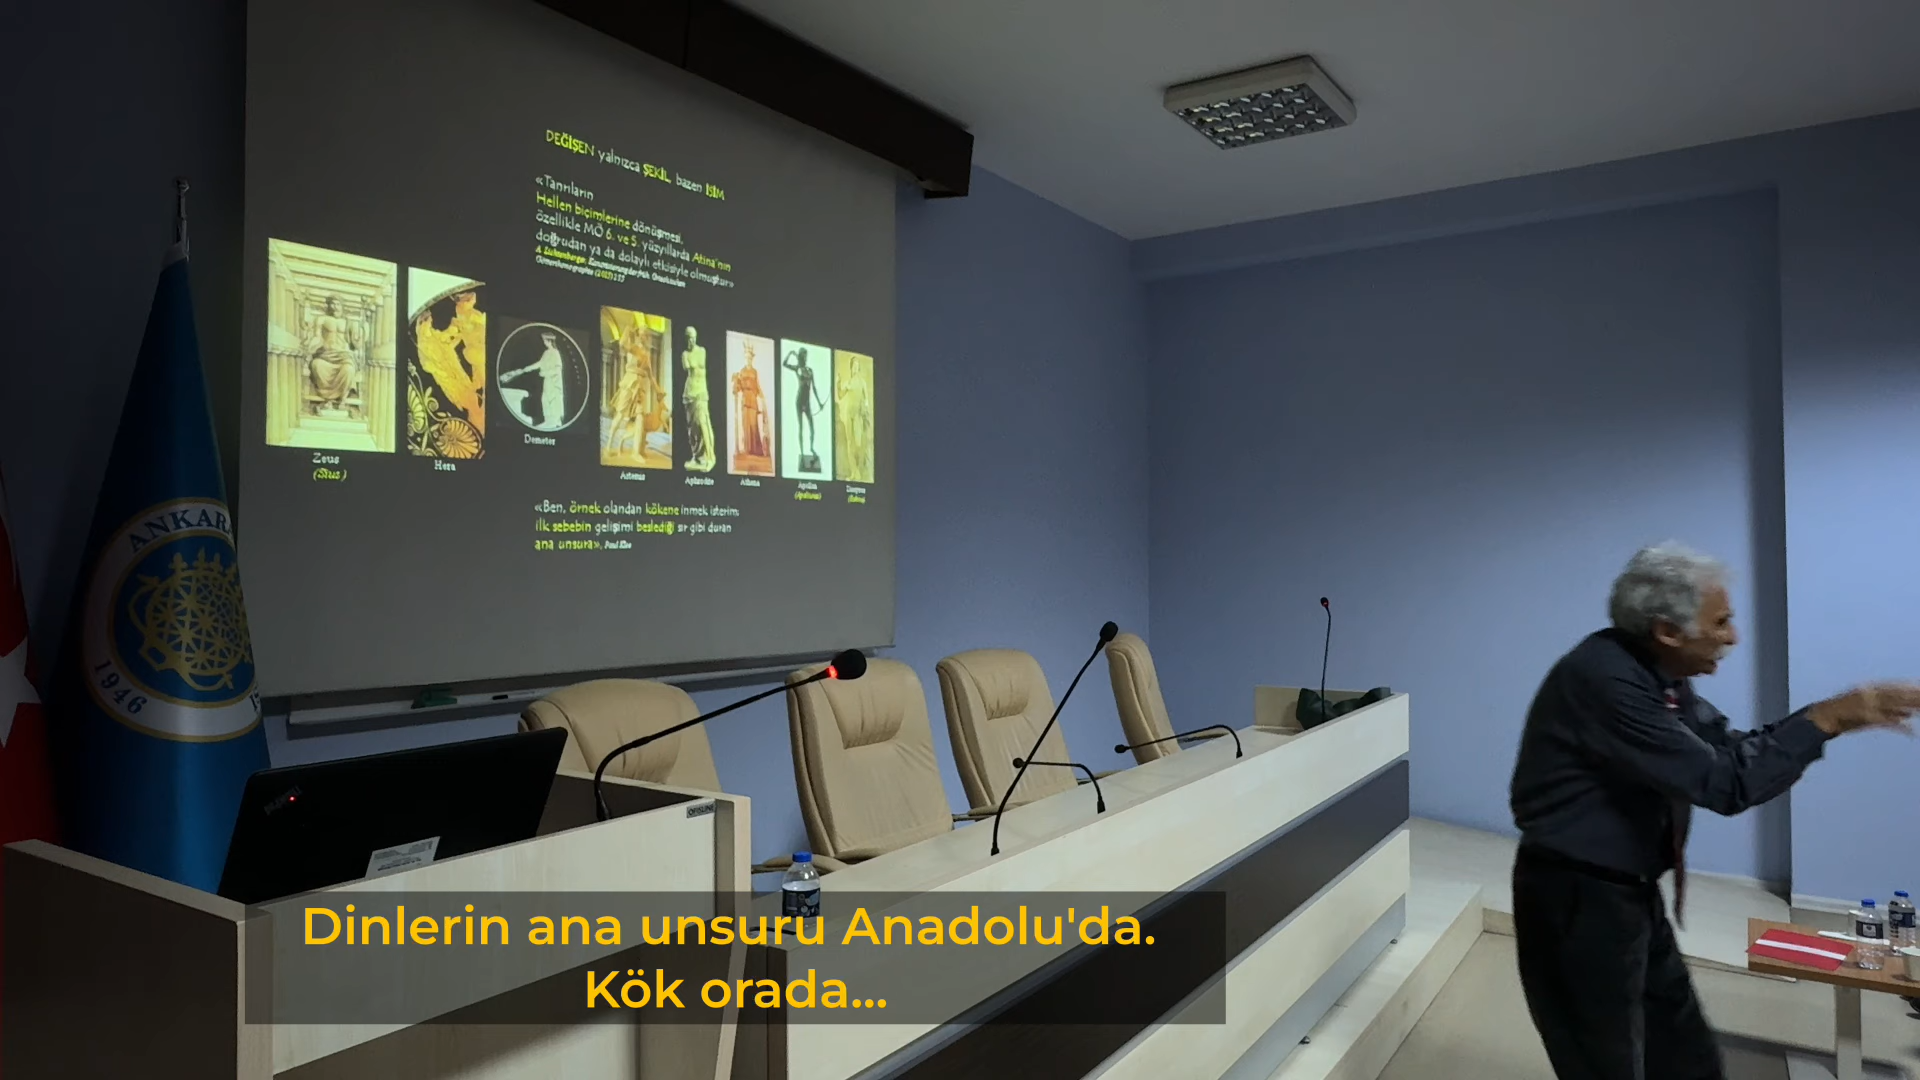 DEĞİŞEN yalnızca ŞEKİL, bazen İSİM
«Tanrıların
Hellen biçimlerine dönüşmesi,
özellikle MÖ 6. ve 5. yüzyıllarda Atina'nın
doğrudan ya da dolaylı etkisiyle olmuştur»
Zeus
(Sius)
Hera
Demeter
Artemis
Aphrodite
Athena
Apollon
«Ben, örnek olandan kökene inmek isterim;
ilk sebebin gelişimi beslediği sır gibi duran
ana unsura». Paul Klee
ANKARA
1946
OFISLINE
Dinlerin ana unsuru Anadolu'da.
Kök orada...